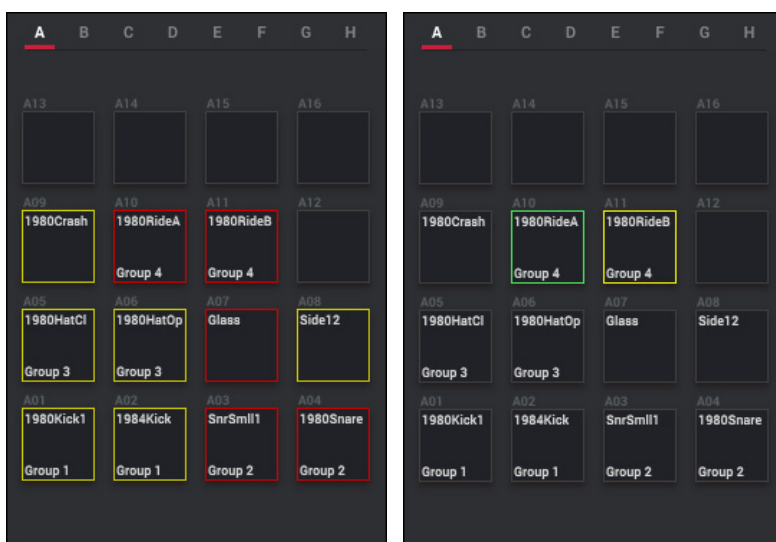 A B C D E F G H
A13 A14 A15 A16
A09 A10 A11 A12
1980Crash 1980RideA 1980RideB
Group 4 Group 4
A05 A06 A07 A08
1980HatCl 1980HatOp Glass Side12
Group 3 Group 3
A01 A02 A03 A04
1980Kick1 1984Kick SnrSmll1 1980Snare
Group 1 Group 1 Group 2 Group 2
A B C D E F G H
A13 A14 A15 A16
A09 A10 A11 A12
1980Crash 1980RideA 1980RideB
Group 4 Group 4
A05 A06 A07 A08
1980HatCl 1980HatOp Glass Side12
Group 3 Group 3
A01 A02 A03 A04
1980Kick1 1984Kick SnrSmll1 1980Snare
Group 1 Group 1 Group 2 Group 2